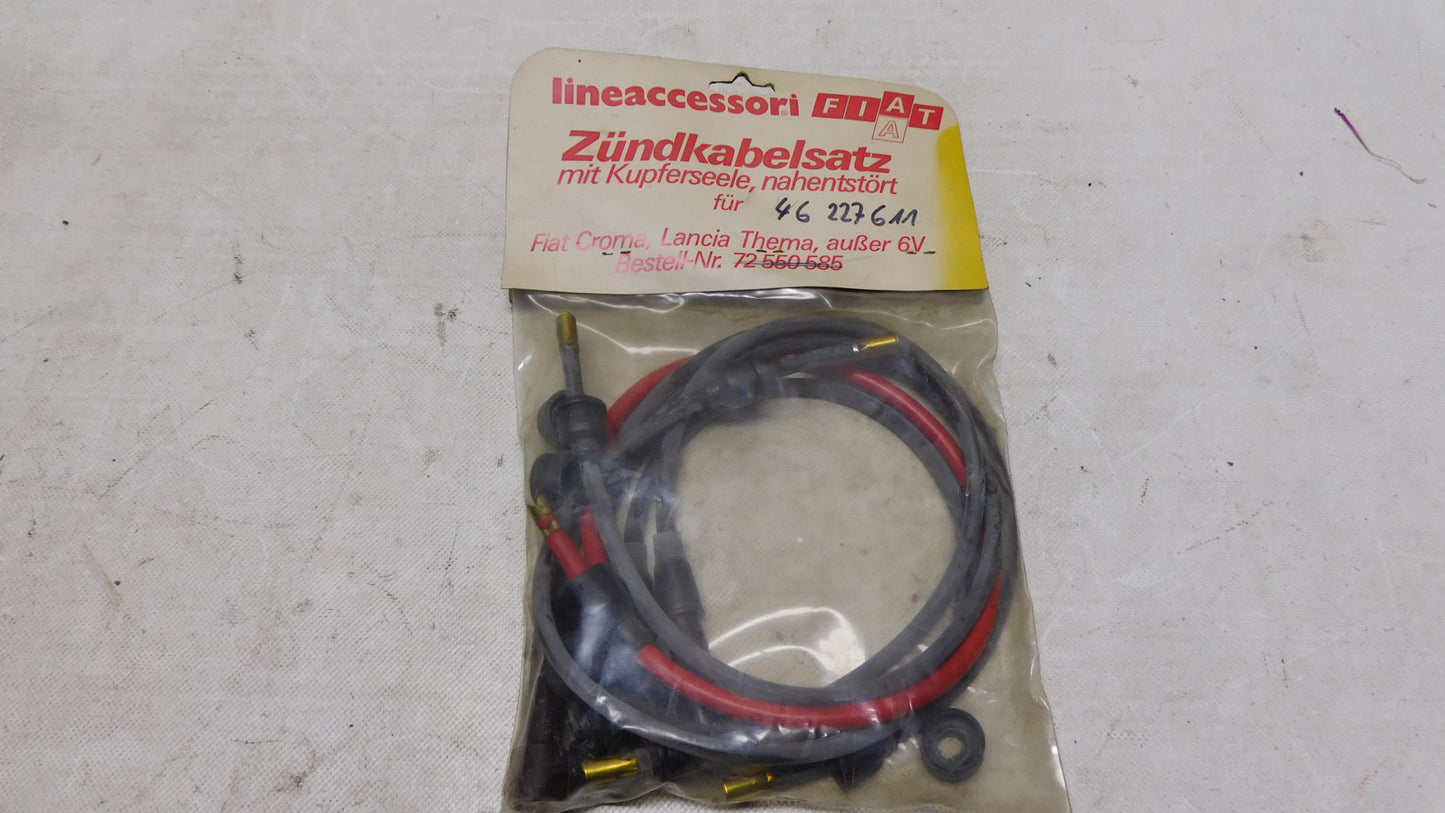 lineaccessori FIAT
A
Zündkabelsatz
mit Kupferseele, nahentstört
für 46 227611
Fiat Croma, Lancia Thema, außer 6V
Bestell-Nr. 72 550 585